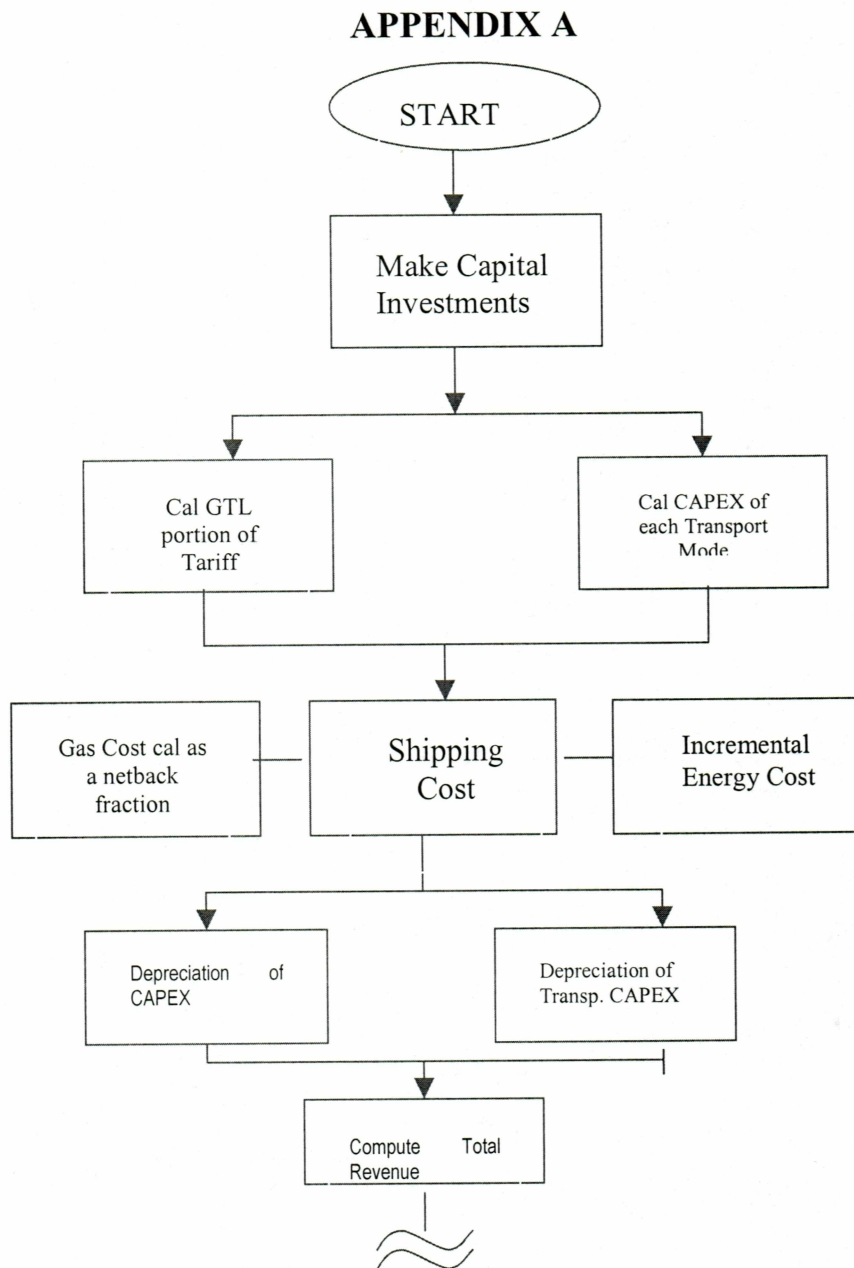 APPENDIX A
START
Make Capital
Investments
Cal GTL
portion of
Tariff
Cal CAPEX of
each Transport
Mode
Gas Cost cal as
a netback
fraction
Shipping
Cost
Incremental
Energy Cost
Depreciation of
CAPEX
Depreciation of
Transp. CAPEX
Compute Total
Revenue